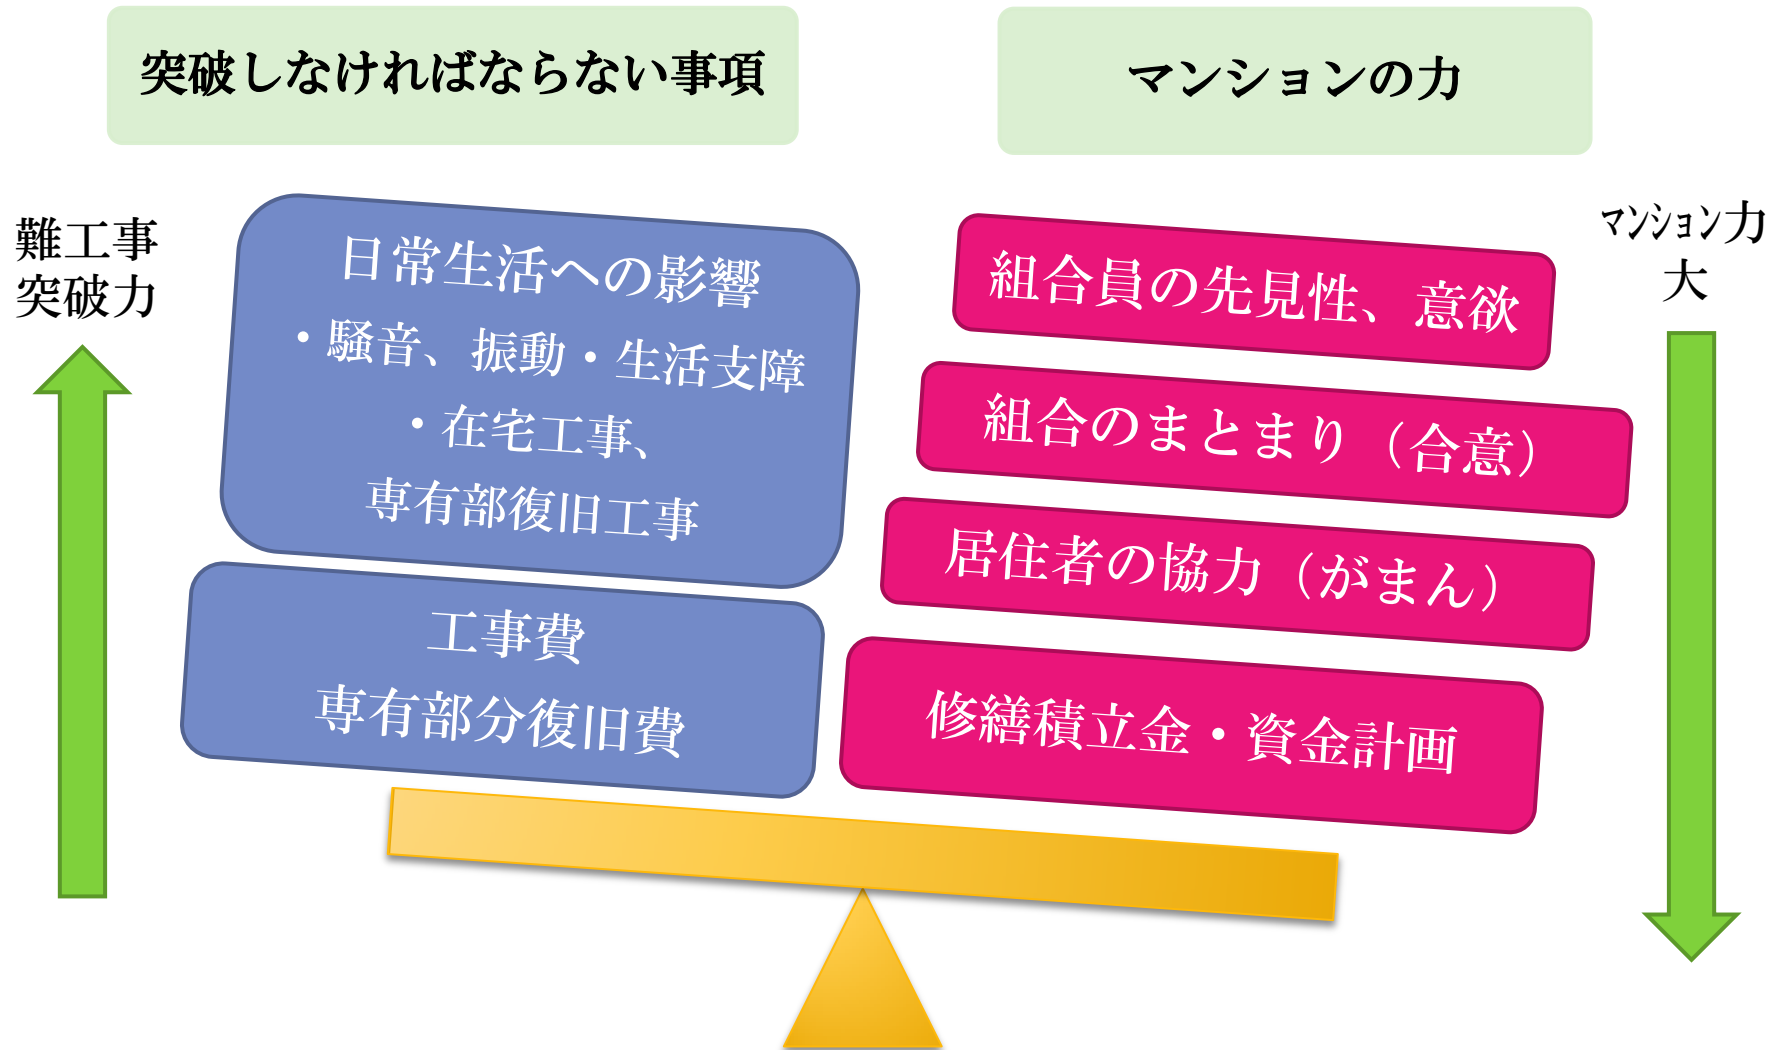 突破しなければならない事項
マンションの力
難工事
突破力
日常生活への影響
・騒音、振動・生活支障
・在宅工事、
専有部復旧工事
工事費
専有部分復旧費
組合員の先見性、意欲
組合のまとまり（合意）
居住者の協力（がまん）
修繕積立金・資金計画
マンション力
大